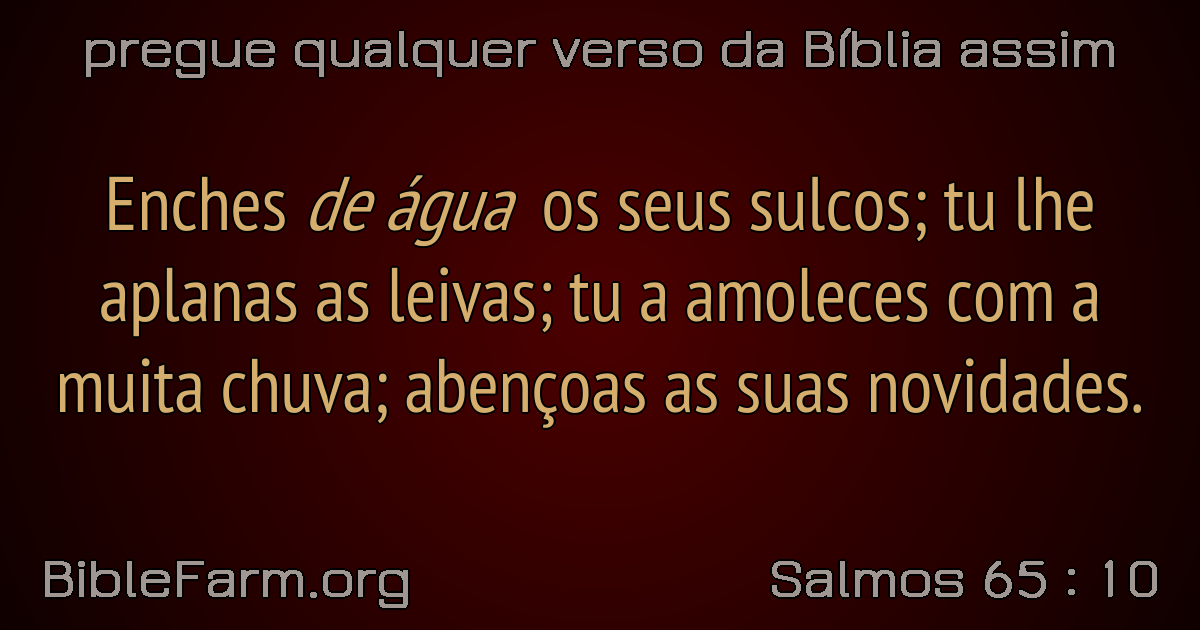 pregue qualquer verso da Bíblia assim
Enches de água os seus sulcos; tu lhe
aplanas as leivas; tu a amoleces com a
muita chuva; abençoas as suas novidades.
BibleFarm.org
Salmos 65 : 10